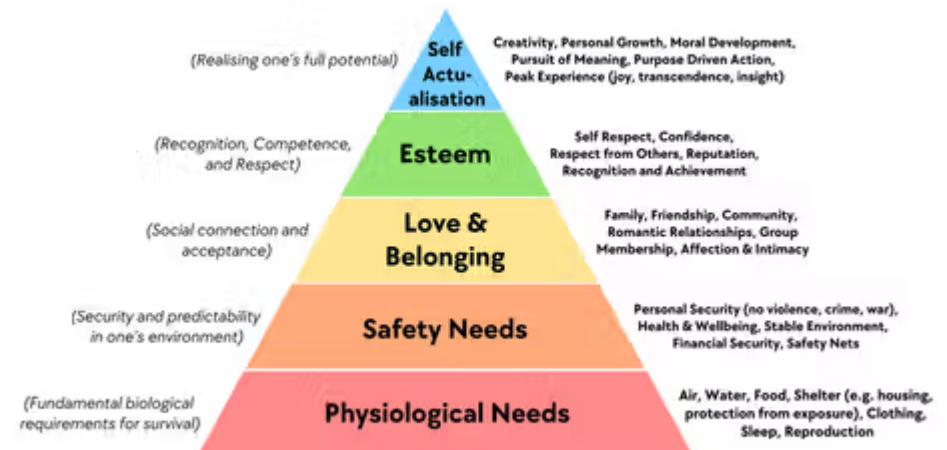 (Realising one's full potential)
Self
Actu-
alisation
Creativity, Personal Growth, Moral Development,
Pursuit of Meaning, Purpose Driven Action,
Peak Experience (joy, transcendence, insight)
(Recognition, Competence,
and Respect)
Esteem
Self Respect, Confidence,
Respect from Others, Reputation,
Recognition and Achievement
(Social connection and
acceptance)
Love &
Belonging
Family, Friendship, Community,
Romantic Relationships, Group
Membership, Affection & Intimacy
(Security and predictability
in one's environment)
Safety Needs
Personal Security (no violence, crime, war),
Health & Wellbeing, Stable Environment,
Financial Security, Safety Nets
(Fundamental biological
requirements for survival)
Physiological Needs
Air, Water, Food, Shelter (e.g. housing,
protection from exposure), Clothing,
Sleep, Reproduction